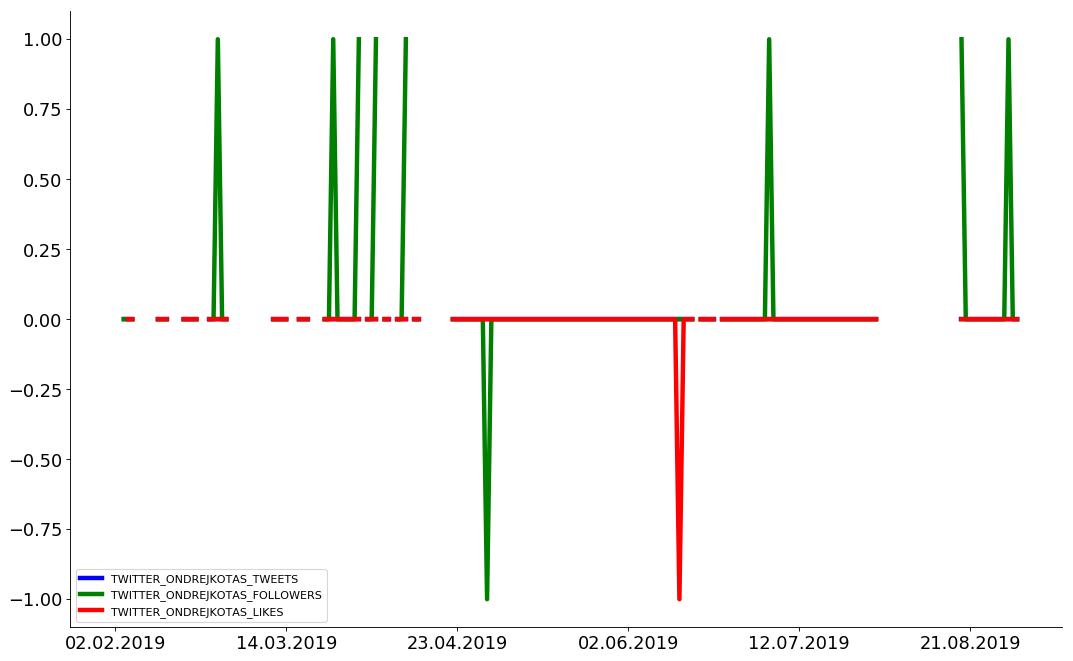 1.00
0.75
0.50
0.25
0.00
−0.25
−0.50
−0.75
−1.00
TWITTER_ONDREJKOTAS_TWEETS
TWITTER_ONDREJKOTAS_FOLLOWERS
TWITTER_ONDREJKOTAS_LIKES
02.02.2019 14.03.2019 23.04.2019 02.06.2019 12.07.2019 21.08.2019